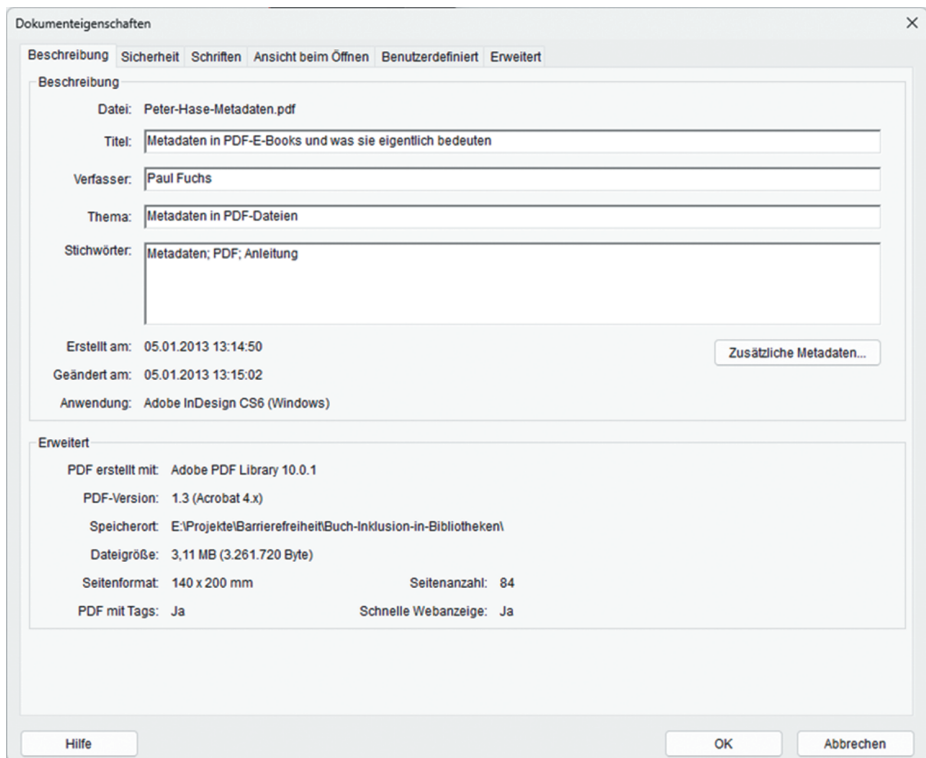 Dokumenteigenschaften
Beschreibung Sicherheit Schriften Ansicht beim Öffnen Benutzerdefiniert Erweitert
Beschreibung
Datei: Peter-Hase-Metadaten.pdf
Titel: Metadaten in PDF-E-Books und was sie eigentlich bedeuten
Verfasser: Paul Fuchs
Thema: Metadaten in PDF-Dateien
Stichwörter: Metadaten; PDF; Anleitung
Erstellt am: 05.01.2013 13:14:50
Zusätzliche Metadaten...
Geändert am: 05.01.2013 13:15:02
Anwendung: Adobe InDesign CS6 (Windows)
Erweitert
PDF erstellt mit: Adobe PDF Library 10.0.1
PDF-Version: 1.3 (Acrobat 4.x)
Speicherort: E:\Projekte\Barrierefreiheit\Buch-Inklusion-in-Bibliotheken\
Dateigröße: 3,11 MB (3.261.720 Byte)
Seitenformat: 140 x 200 mm Seitenanzahl: 84
PDF mit Tags: Ja Schnelle Webanzeige: Ja
Hilfe OK Abbrechen